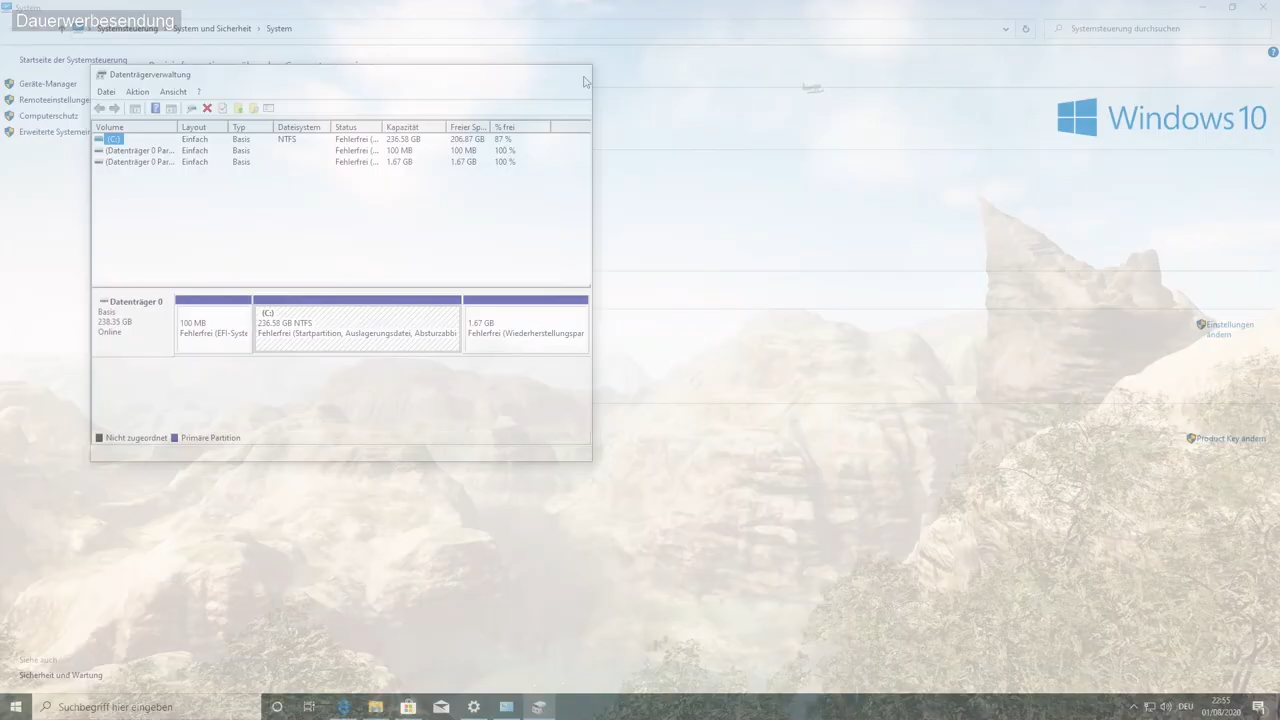 System
Dauerwerbesendung
Systemsteuerung > System und Sicherheit > System
Systemsteuerung durchsuchen
Startseite der Systemsteuerung
Geräte-Manager
Remoteeinstellunge
Computerschutz
Erweiterte Systemein
Datenträgerverwaltung
Datei Aktion Ansicht ?
Volume Layout Typ Dateisystem Status Kapazität Freier Sp... % frei
(C:) Einfach Basis NTFS Fehlerfrei (... 236.58 GB 206.87 GB 87 %
(Datenträger 0 Par... Einfach Basis Fehlerfrei (... 100 MB 100 MB 100 %
(Datenträger 0 Par... Einfach Basis Fehlerfrei (... 1.67 GB 1.67 GB 100 %
Datenträger 0
Basis
238.35 GB
Online
100 MB
Fehlerfrei (EFI-Syste
(C:)
236.58 GB NTFS
Fehlerfrei (Startpartition, Auslagerungsdatei, Absturzabbi
1.67 GB
Fehlerfrei (Wiederherstellungspar
Nicht zugeordnet Primäre Partition
Windows 10
Einstellungen
ändern
Product Key ändern
Siehe auch
Sicherheit und Wartung
Suchbegriff hier eingeben
DEU
22:55
01/08/2020